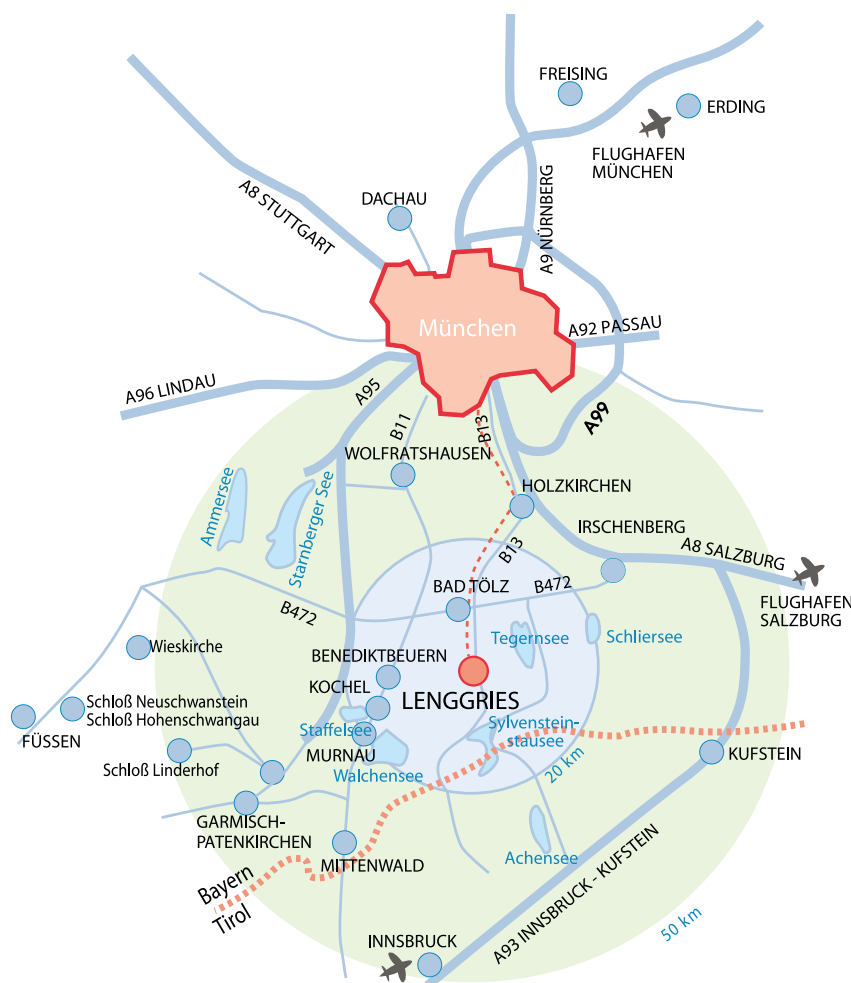 FREISING
ERDING
FLUGHAFEN
MÜNCHEN
A8 STUTTGART
DACHAU
A9 NÜRNBERG
München
A92 PASSAU
A96 LINDAU
A95
B11
B13
A99
WOLFRATSHAUSEN
HOLZKIRCHEN
Ammersee
Starnberger See
IRSCHENBERG
B13
A8 SALZBURG
FLUGHAFEN
SALZBURG
BAD TÖLZ
B472
B472
Tegernsee
Schliersee
Wieskirche
BENEDIKTBEUERN
KOCHEL
LENGGRIES
Schloß Neuschwanstein
Schloß Hohenschwangau
FÜSSEN
Staffelsee
Sylvenstein-
stausee
MURNAU
Walchensee
20 km
KUFSTEIN
Schloß Linderhof
GARMISCH-
PATENKIRCHEN
MITTENWALD
Achensee
Bayern
Tirol
A93 INNSBRUCK - KUFSTEIN
50 km
INNSBRUCK